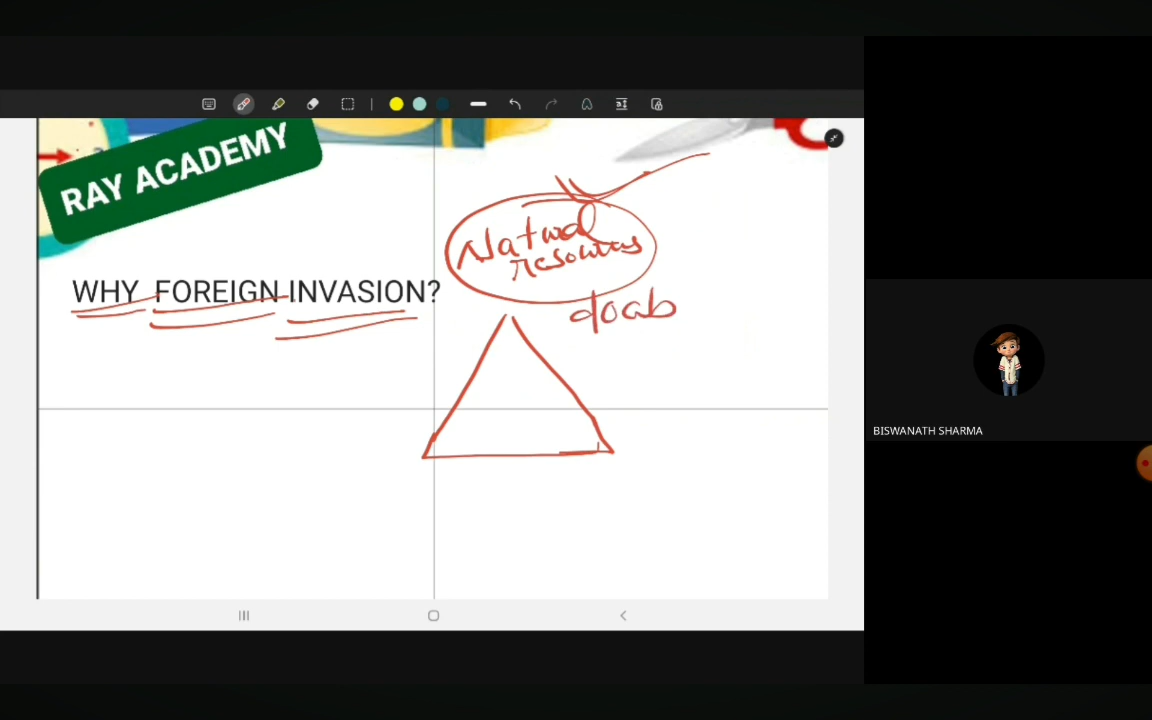 RAY ACADEMY
Natural
resources
WHY FOREIGN INVASION?
doab
BISWANATH SHARMA